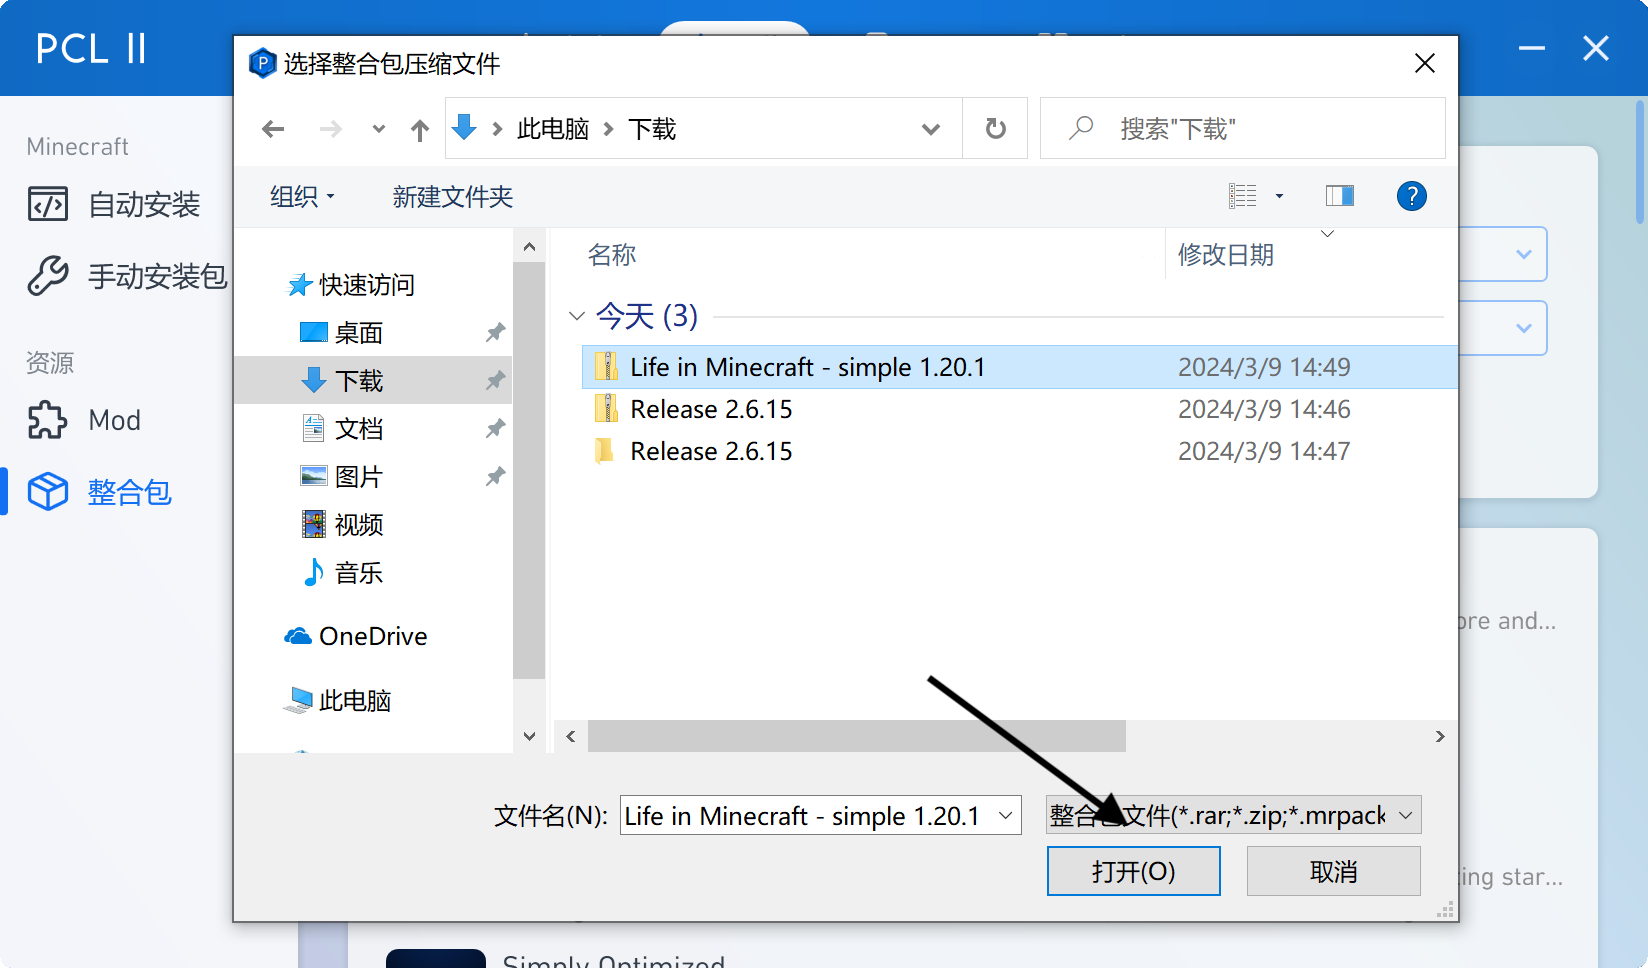 PCL II
选择整合包压缩文件
此电脑
下载
搜索"下载"
组织
新建文件夹
Minecraft
自动安装
手动安装包
资源
Mod
整合包
快速访问
桌面
下载
文档
图片
视频
音乐
OneDrive
此电脑
名称
修改日期
今天 (3)
Life in Minecraft - simple 1.20.1
2024/3/9 14:49
Release 2.6.15
2024/3/9 14:46
Release 2.6.15
2024/3/9 14:47
and...
star...
文件名(N):
Life in Minecraft - simple 1.20.1
整合包文件(*.rar;*.zip;*.mrpack
打开(O)
取消
Simply Optimized